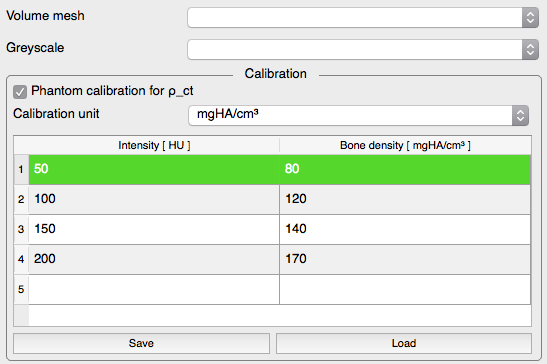 Volume mesh
Greyscale
Calibration
Phantom calibration for ρ_ct
Calibration unit mgHA/cm³
Intensity [ HU ] Bone density [ mgHA/cm³ ]
1 50 80
2 100 120
3 150 140
4 200 170
5
Save Load